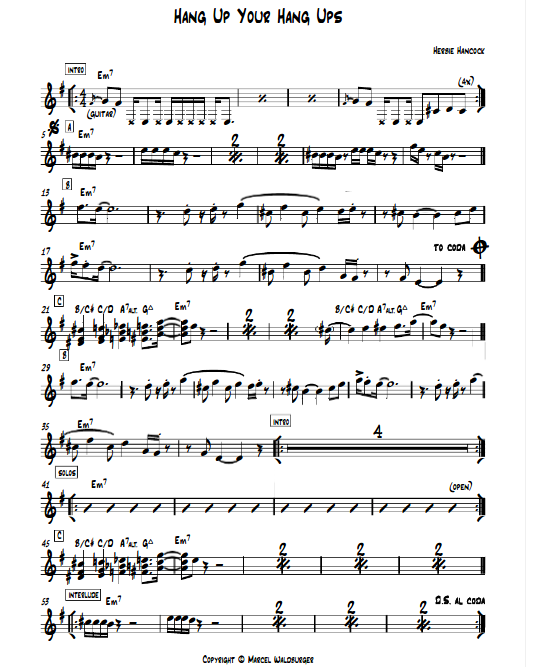 Hang Up Your Hang Ups
Herbie Hancock
Intro
Em7
(4x)
(Guitar)
5 A Em7 2 2
13 B Em7
17 Em7 To Coda
21 C B/C# C/D A7alt. G△ Em7 2 2 B/C# C/D A7alt. G△ Em7
29 B Em7
35 Em7 Intro 4
Solos
41 Em7 (Open)
45 C B/C# C/D A7alt. G△ Em7 2 2 2
53 Interlude Em7 2 2 2 D.S. al Coda
Copyright © Marcel Waldburger